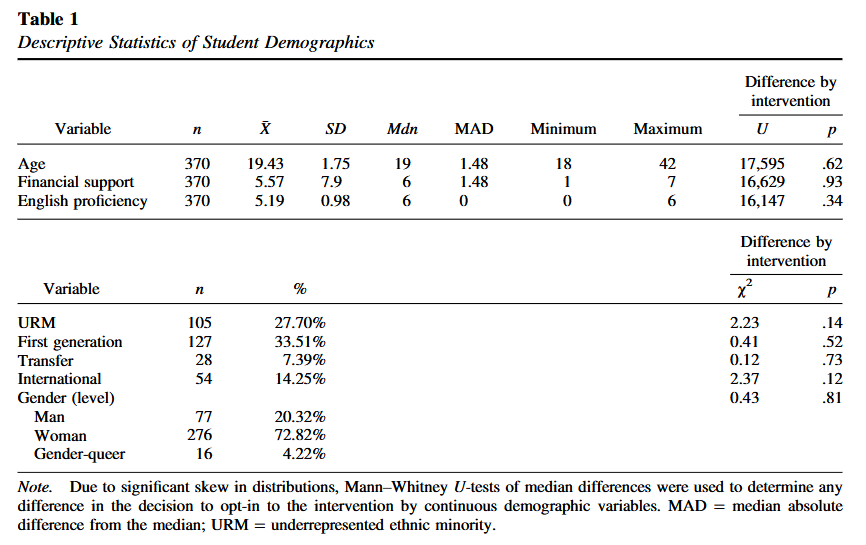 Table 1
Descriptive Statistics of Student Demographics
Difference by
intervention
Variable n X̄ SD Mdn MAD Minimum Maximum U p
Age 370 19.43 1.75 19 1.48 18 42 17,595 .62
Financial support 370 5.57 7.9 6 1.48 1 7 16,629 .93
English proficiency 370 5.19 0.98 6 0 0 6 16,147 .34
Difference by
intervention
Variable n % χ² p
URM 105 27.70% 2.23 .14
First generation 127 33.51% 0.41 .52
Transfer 28 7.39% 0.12 .73
International 54 14.25% 2.37 .12
Gender (level) 0.43 .81
Man 77 20.32%
Woman 276 72.82%
Gender-queer 16 4.22%
Note. Due to significant skew in distributions, Mann–Whitney U-tests of median differences were used to determine any
difference in the decision to opt-in to the intervention by continuous demographic variables. MAD = median absolute
difference from the median; URM = underrepresented ethnic minority.